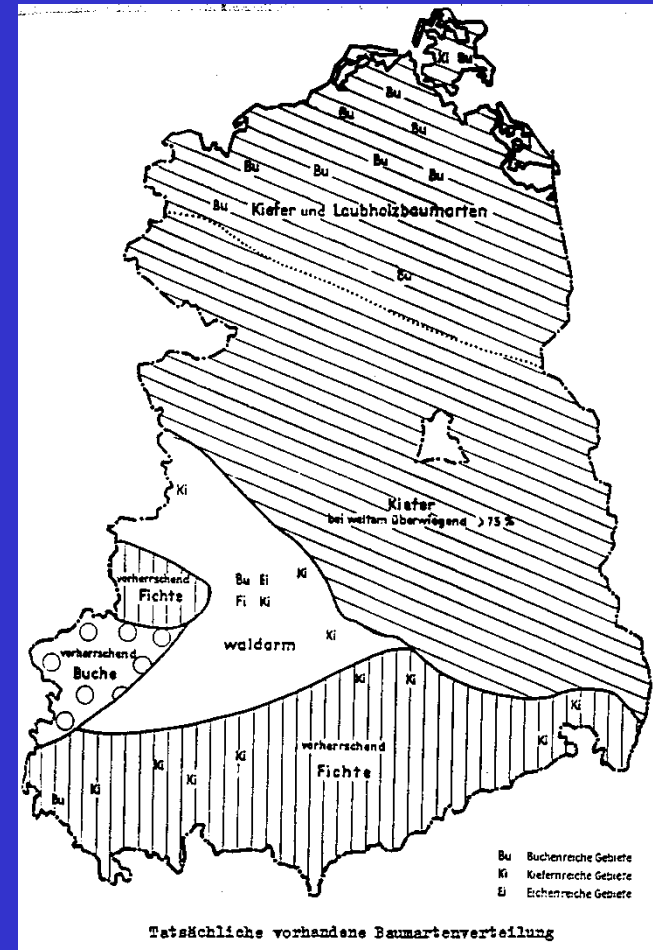 Ki Bu
Bu
Bu
Bu
Bu
Bu
Bu
Bu
Bu
Kiefer und Laubholzbaumarten
Bu
Kiefer
bei weitem überwiegend > 75 %
Ki
vorherrschend
Fichte
Bu Ei
Fi Ki
Ki
Ki
waldarm
vorherrschend
Buche
Ki
Ki
Ki
Ki
vorherrschend
Fichte
Ki
Ki
Ki
Ki
Bu
Bu Buchenreiche Gebiete
Ki Kiefernreiche Gebiete
Ei Eichenreiche Gebiete
Tatsächliche vorhandene Baumartenverteilung